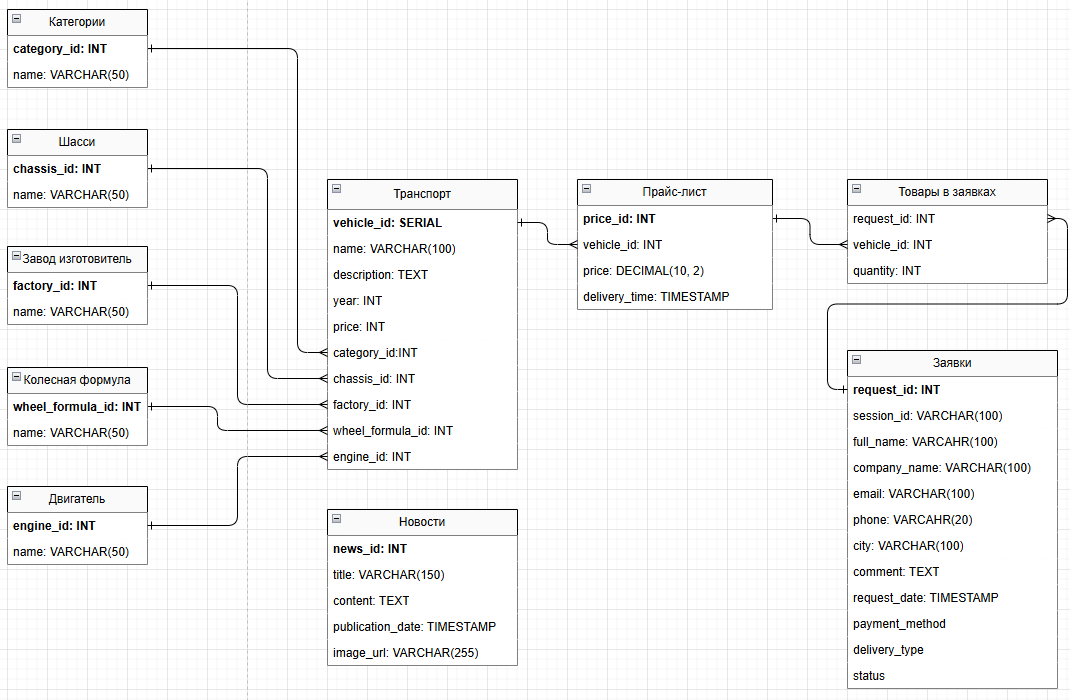 Категории
category_id: INT
name: VARCHAR(50)
Шасси
chassis_id: INT
name: VARCHAR(50)
Завод изготовитель
factory_id: INT
name: VARCHAR(50)
Колесная формула
wheel_formula_id: INT
name: VARCHAR(50)
Двигатель
engine_id: INT
name: VARCHAR(50)
Транспорт
vehicle_id: SERIAL
name: VARCHAR(100)
description: TEXT
year: INT
price: INT
category_id:INT
chassis_id: INT
factory_id: INT
wheel_formula_id: INT
engine_id: INT
Новости
news_id: INT
title: VARCHAR(150)
content: TEXT
publication_date: TIMESTAMP
image_url: VARCHAR(255)
Прайс-лист
price_id: INT
vehicle_id: INT
price: DECIMAL(10, 2)
delivery_time: TIMESTAMP
Товары в заявках
request_id: INT
vehicle_id: INT
quantity: INT
Заявки
request_id: INT
session_id: VARCHAR(100)
full_name: VARCAHR(100)
company_name: VARCHAR(100)
email: VARCHAR(100)
phone: VARCAHR(20)
city: VARCHAR(100)
comment: TEXT
request_date: TIMESTAMP
payment_method
delivery_type
status